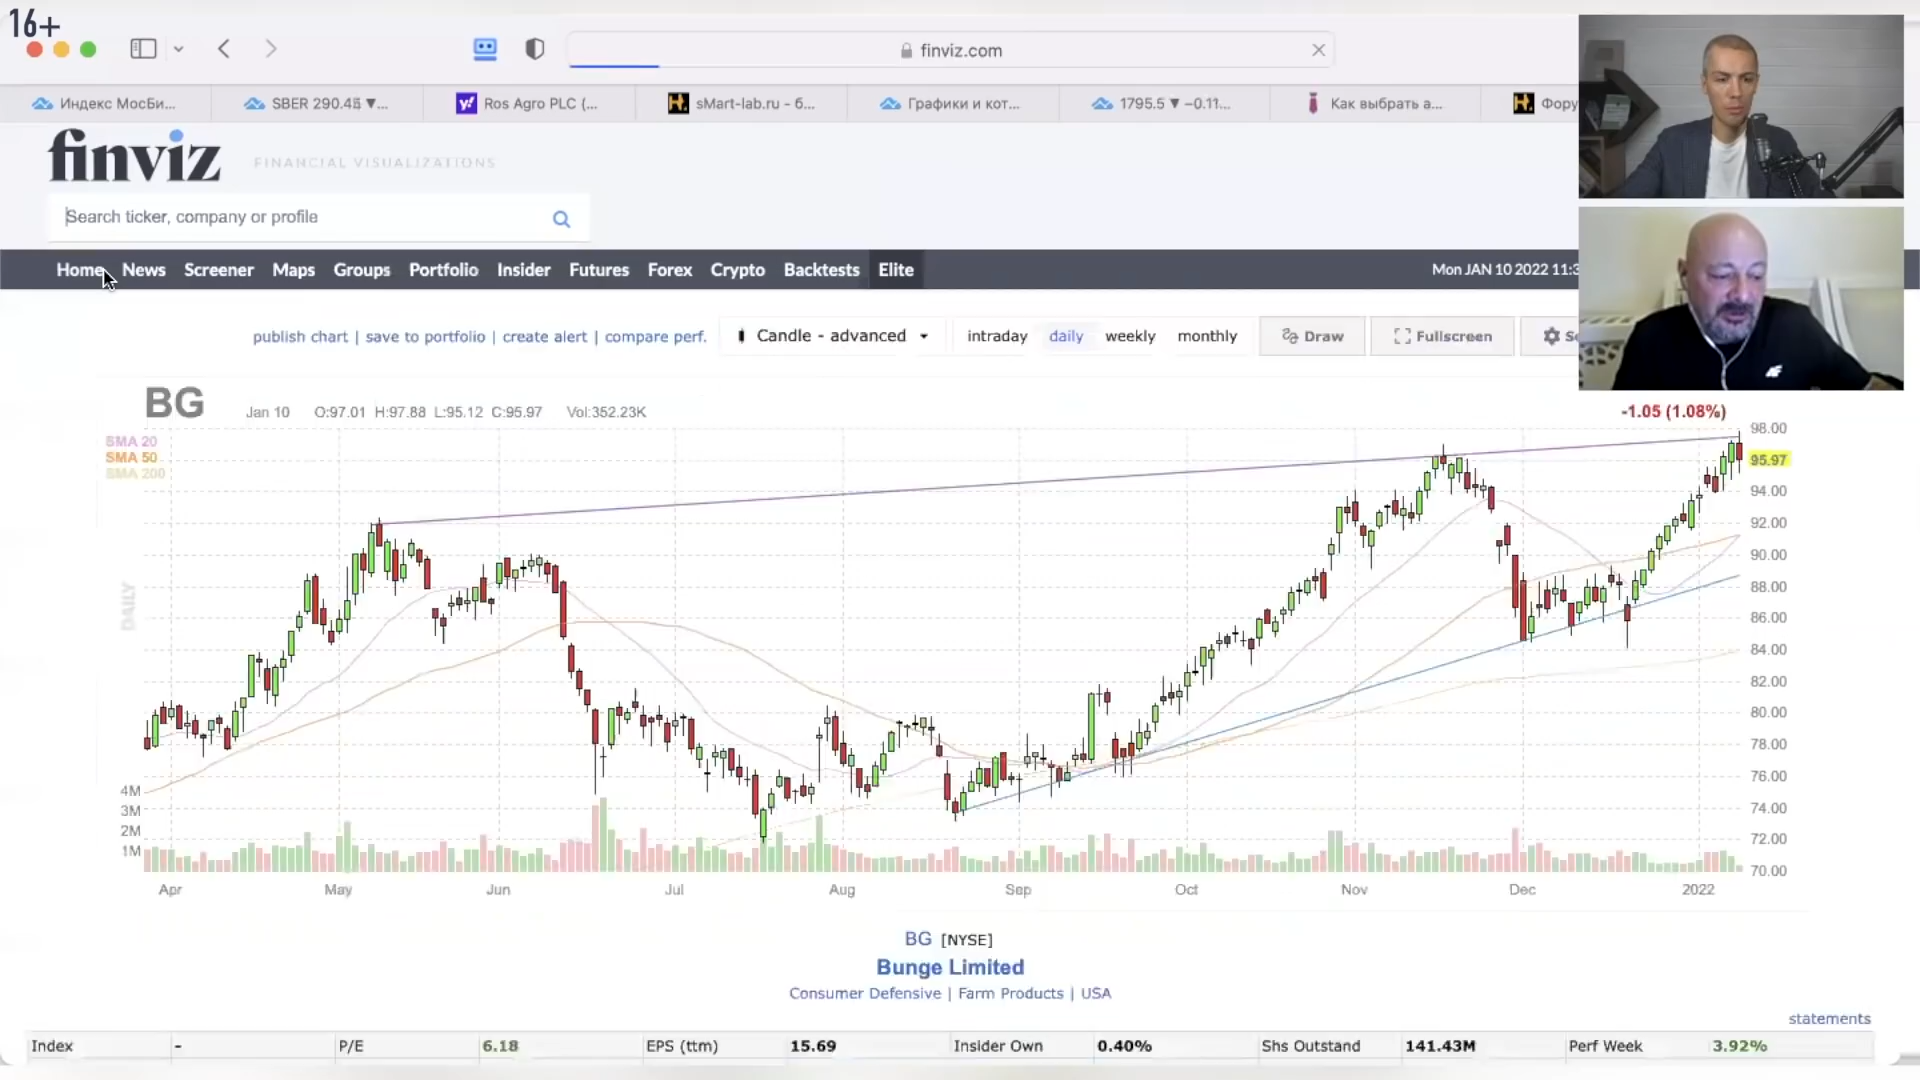 16+
finviz.com
Индекс МосБи...
SBER 290.45 ▼...
Ros Agro PLC (...
sMart-lab.ru - б...
Графики и кот...
1795.5 ▼ −0.11...
Как выбрать а...
Фору
finviz
FINANCIAL VISUALIZATIONS
Search ticker, company or profile
Home News Screener Maps Groups Portfolio Insider Futures Forex Crypto Backtests Elite
Mon JAN 10 2022 11:3
publish chart | save to portfolio | create alert | compare perf.
Candle - advanced
intraday daily weekly monthly
Draw
Fullscreen
BG
Jan 10 O:97.01 H:97.88 L:95.12 C:95.97 Vol:352.23K
-1.05 (1.08%)
SMA 20
SMA 50
SMA 200
98.00
95.97
94.00
92.00
90.00
88.00
86.00
84.00
82.00
80.00
78.00
76.00
74.00
72.00
70.00
DAILY
4M
3M
2M
1M
Apr May Jun Jul Aug Sep Oct Nov Dec 2022
BG [NYSE]
Bunge Limited
Consumer Defensive | Farm Products | USA
statements
Index - P/E 6.18 EPS (ttm) 15.69 Insider Own 0.40% Shs Outstand 141.43M Perf Week 3.92%